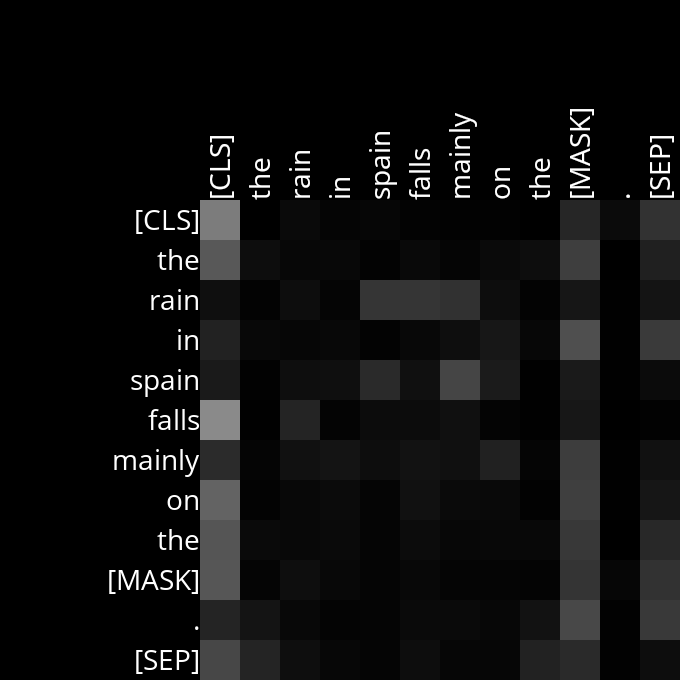 [CLS] the rain in spain falls mainly on the [MASK] . [SEP]
[CLS]
the
rain
in
spain
falls
mainly
on
the
[MASK]
.
[SEP]